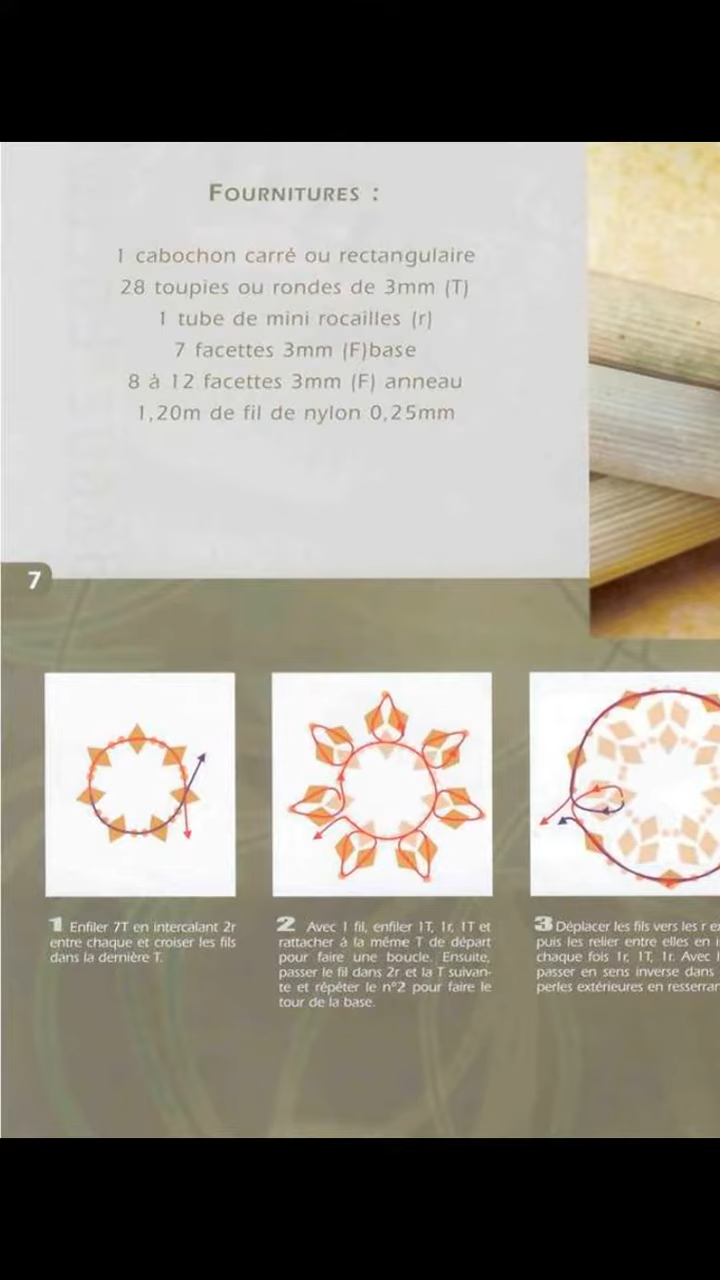 FOURNITURES :
1 cabochon carré ou rectangulaire
28 toupies ou rondes de 3mm (T)
1 tube de mini rocailles (r)
7 facettes 3mm (F)base
8 à 12 facettes 3mm (F) anneau
1,20m de fil de nylon 0,25mm
7
1 Enfiler 7T en intercalant 2r
entre chaque et croiser les fils
dans la dernière T.
2 Avec 1 fil, enfiler 1T, 1r, 1T et
rattacher à la même T de départ
pour faire une boucle. Ensuite,
passer le fil dans 2r et la T suivan-
te et répéter le n°2 pour faire le
tour de la base.
3 Déplacer les fils vers les r ex
puis les relier entre elles en
chaque fois 1r, 1T, 1r. Avec
passer en sens inverse dans
perles extérieures en resserran